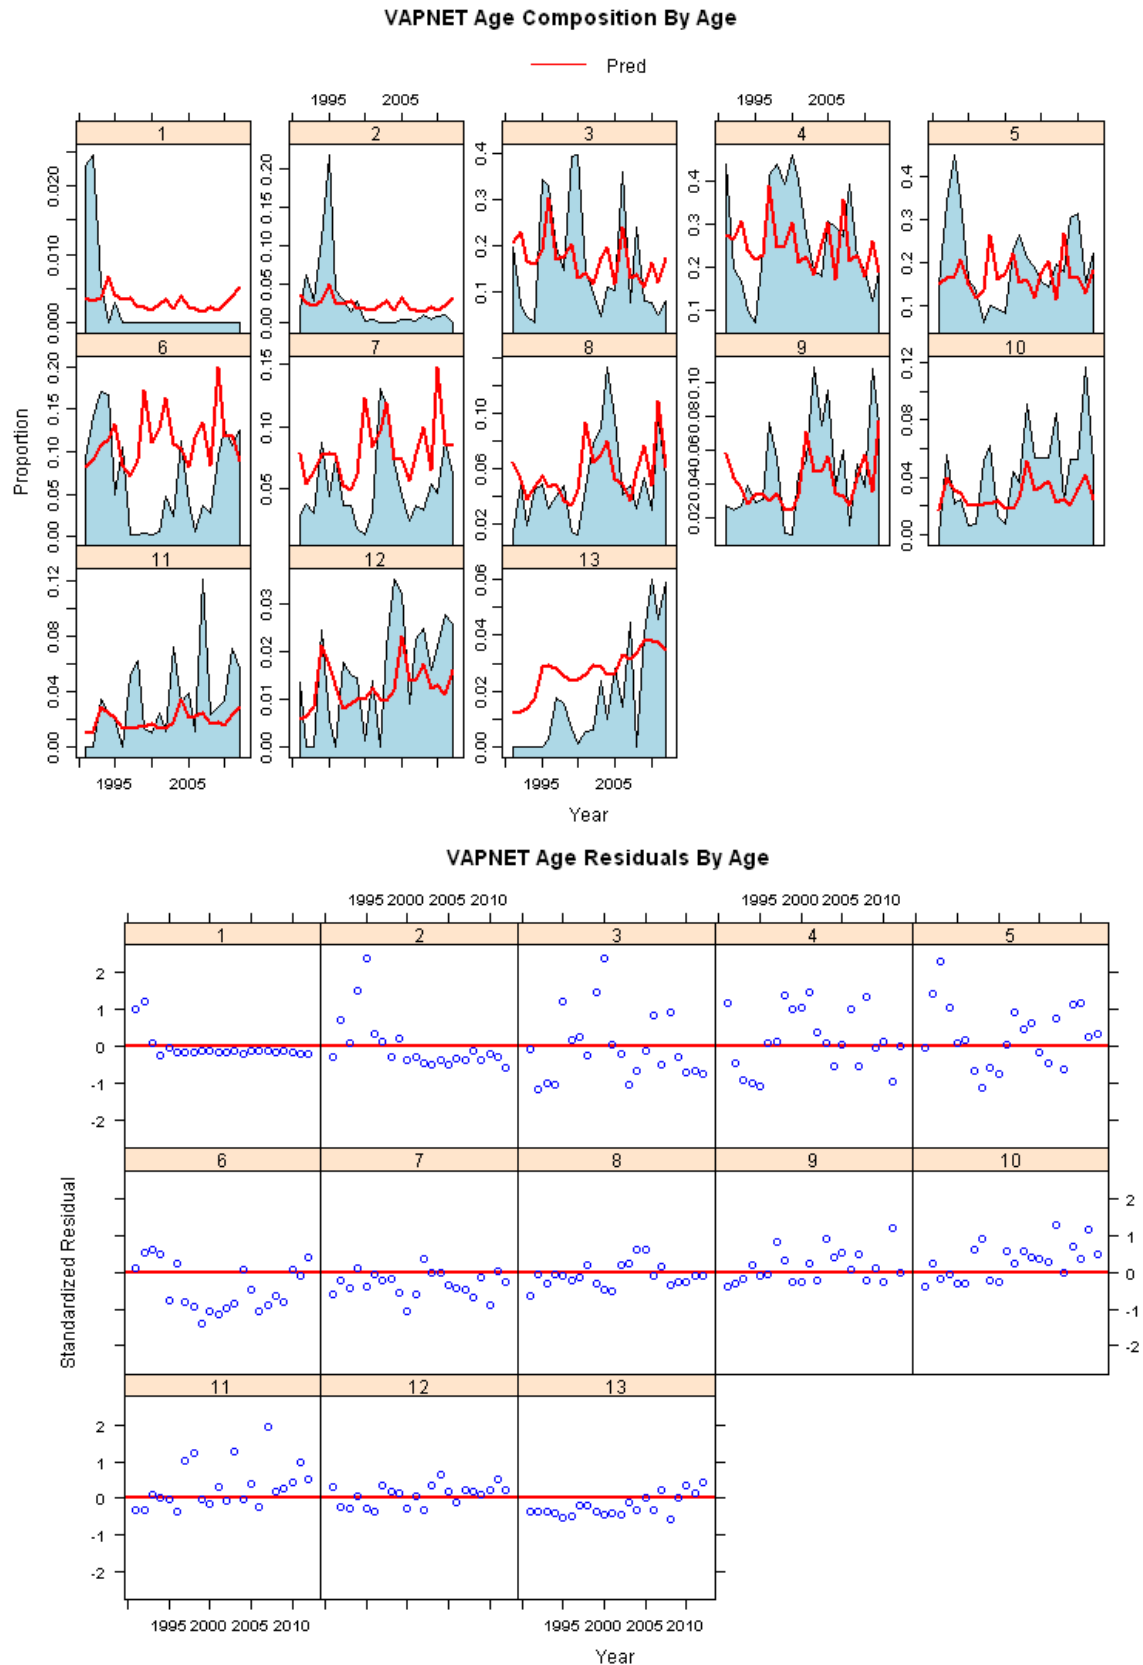 VAPNET Age Composition By Age
Pred
1995 2005 1995 2005
1 2 3 4 5
0.000 0.010 0.020
0.00 0.05 0.10 0.15 0.20
0.1 0.2 0.3 0.4
0.1 0.2 0.3 0.4
0.1 0.2 0.3 0.4
6 7 8 9 10
0.00 0.05 0.10 0.15 0.20
0.05 0.10 0.15
0.02 0.06 0.10
0.02 0.04 0.06 0.08 0.10
0.00 0.04 0.08 0.12
11 12 13
0.00 0.04 0.08 0.12
0.00 0.01 0.02 0.03
0.00 0.02 0.04 0.06
Proportion
1995 2005 1995 2005
Year
VAPNET Age Residuals By Age
1995 2000 2005 2010 1995 2000 2005 2010
1 2 3 4 5
2
1
0
-1
-2
6 7 8 9 10
2
1
0
-1
-2
11 12 13
2
1
0
-1
-2
Standardized Residual
1995 2000 2005 2010 1995 2000 2005 2010
Year